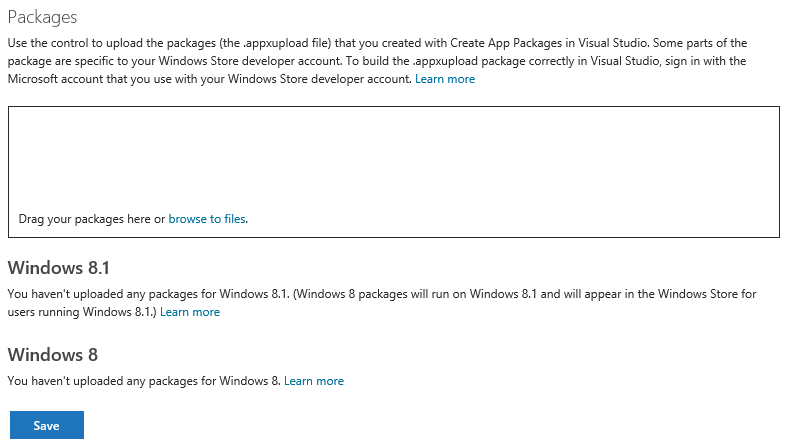 Packages
Use the control to upload the packages (the .appxupload file) that you created with Create App Packages in Visual Studio. Some parts of the
package are specific to your Windows Store developer account. To build the .appxupload package correctly in Visual Studio, sign in with the
Microsoft account that you use with your Windows Store developer account. Learn more
Drag your packages here or browse to files.
Windows 8.1
You haven't uploaded any packages for Windows 8.1. (Windows 8 packages will run on Windows 8.1 and will appear in the Windows Store for
users running Windows 8.1.) Learn more
Windows 8
You haven't uploaded any packages for Windows 8. Learn more
Save